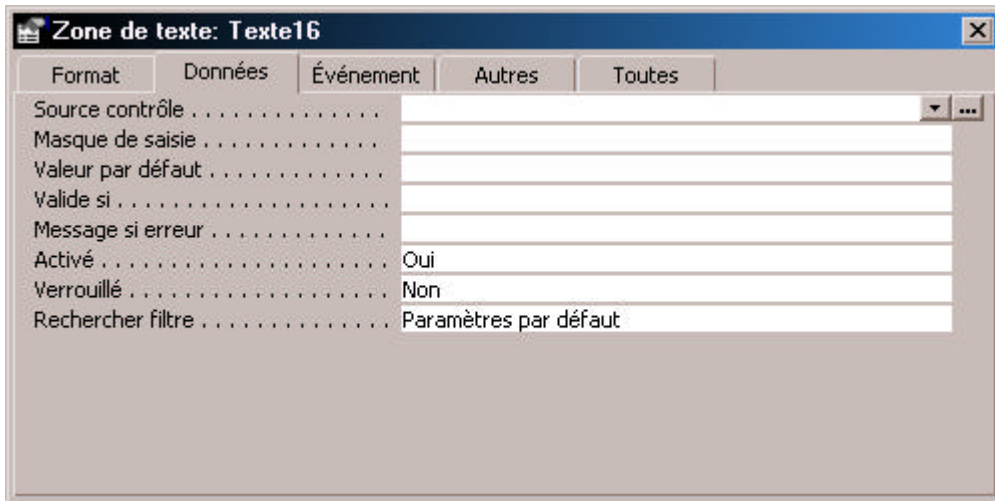 Zone de texte: Texte16
Format Données Événement Autres Toutes
Source contrôle . . . . . . . . . . . . . .
Masque de saisie . . . . . . . . . . . . .
Valeur par défaut . . . . . . . . . . . . .
Valide si . . . . . . . . . . . . . . . . . . . .
Message si erreur . . . . . . . . . . . . .
Activé . . . . . . . . . . . . . . . . . . . . . . Oui
Verrouillé . . . . . . . . . . . . . . . . . . . Non
Rechercher filtre . . . . . . . . . . . . . . Paramètres par défaut